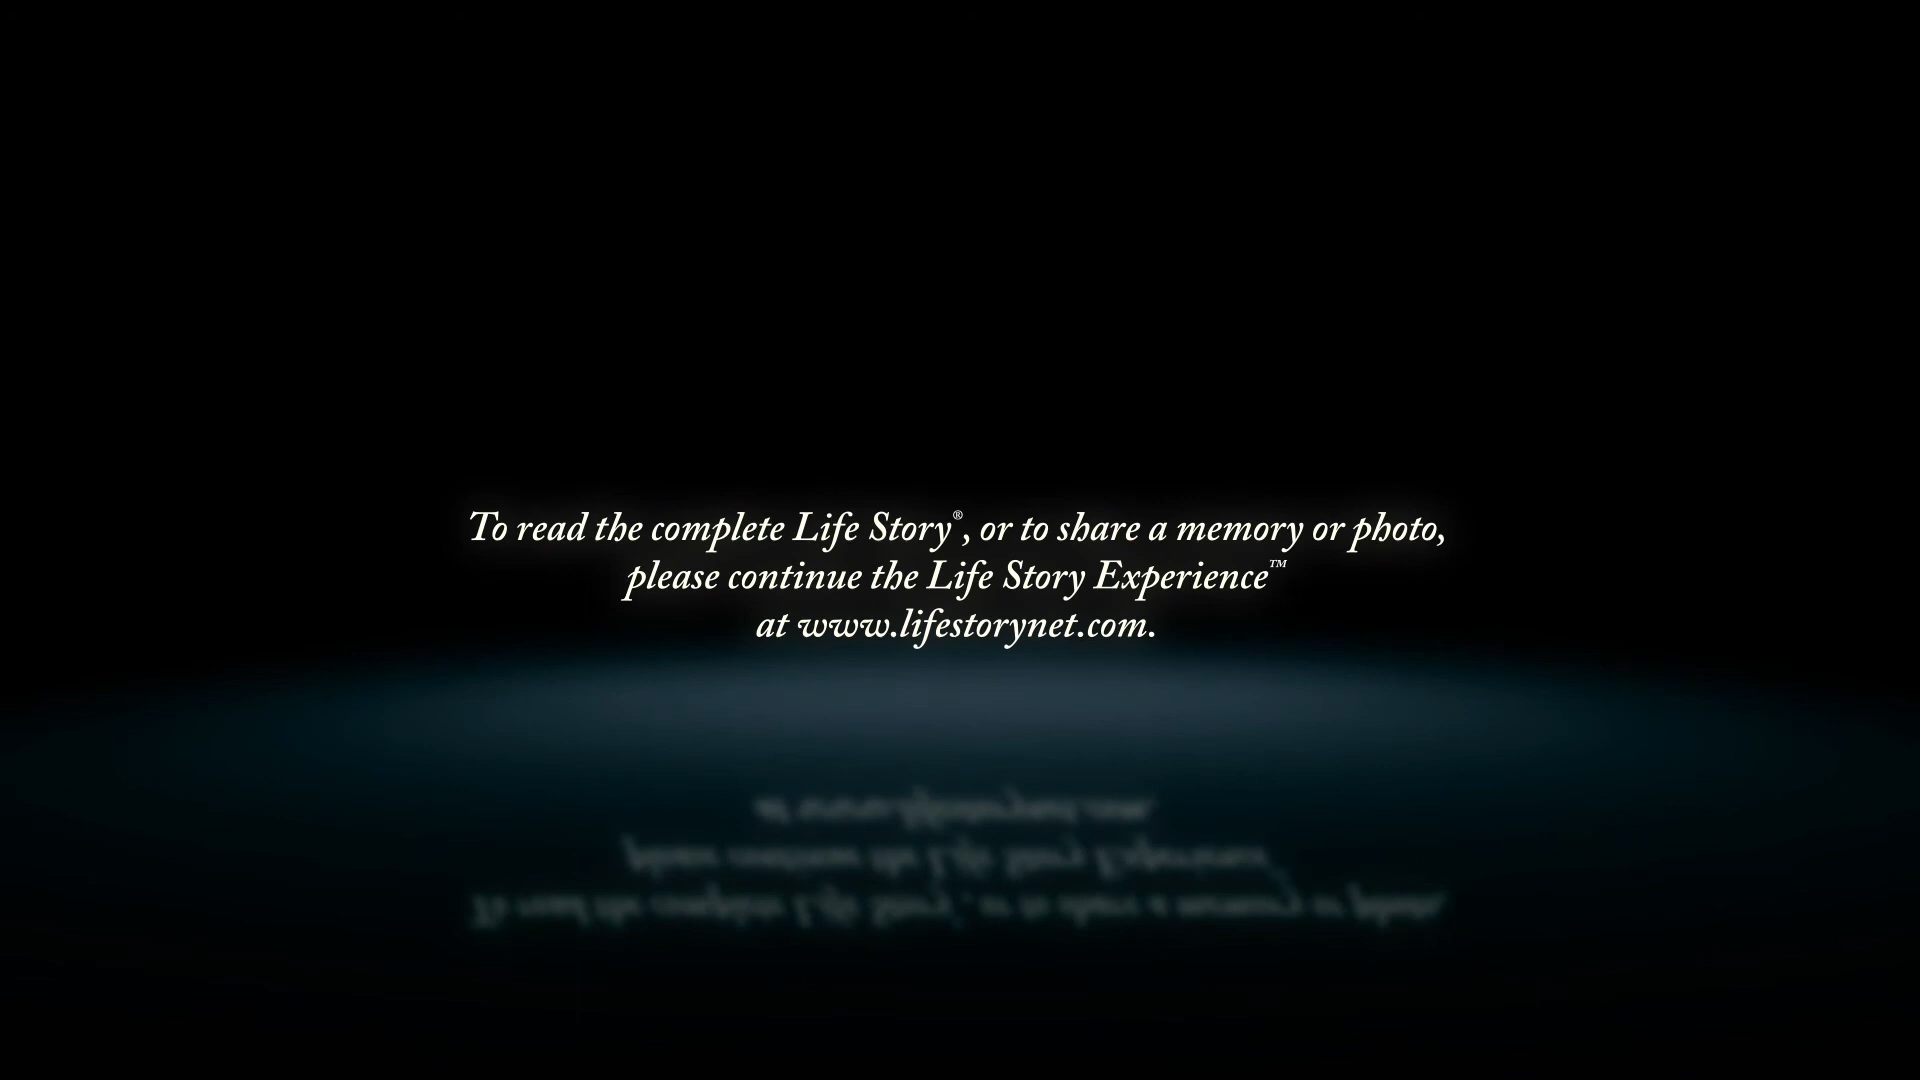 To read the complete Life Story®, or to share a memory or photo,
please continue the Life Story Experience™
at www.lifestorynet.com.